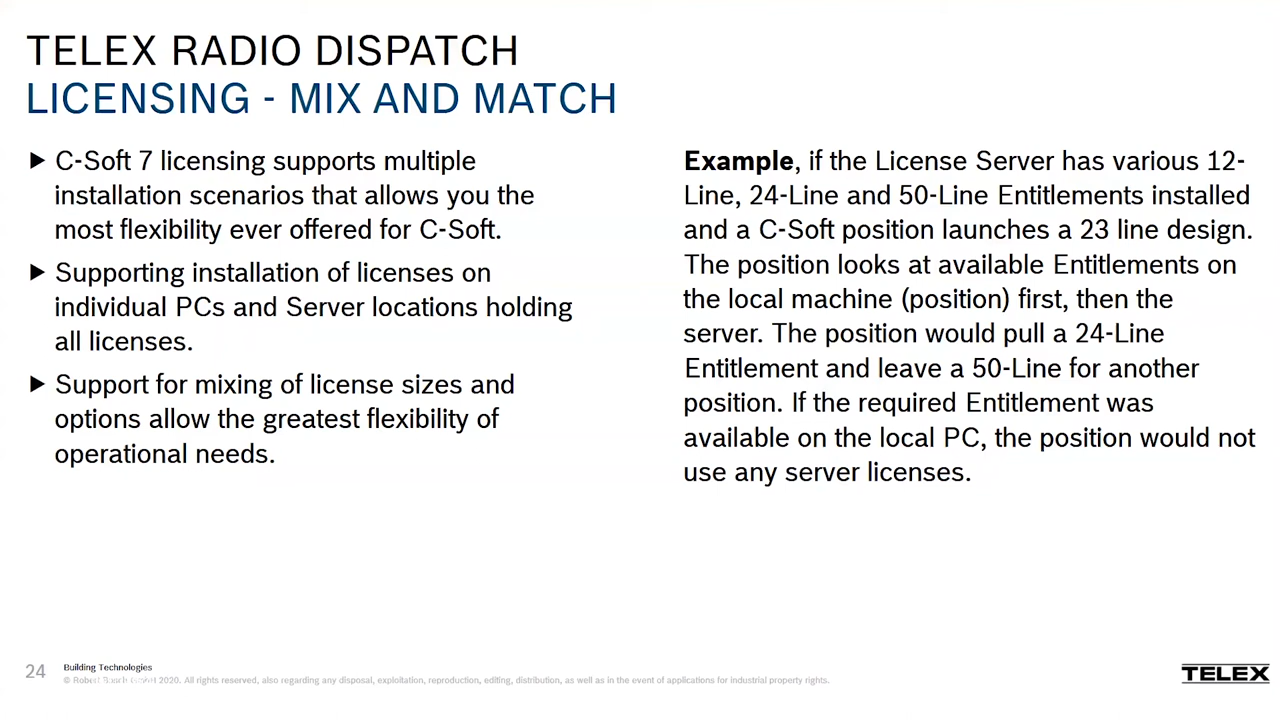 TELEX RADIO DISPATCH
LICENSING - MIX AND MATCH
▶ C-Soft 7 licensing supports multiple
installation scenarios that allows you the
most flexibility ever offered for C-Soft.
▶ Supporting installation of licenses on
individual PCs and Server locations holding
all licenses.
▶ Support for mixing of license sizes and
options allow the greatest flexibility of
operational needs.
Example, if the License Server has various 12-
Line, 24-Line and 50-Line Entitlements installed
and a C-Soft position launches a 23 line design.
The position looks at available Entitlements on
the local machine (position) first, then the
server. The position would pull a 24-Line
Entitlement and leave a 50-Line for another
position. If the required Entitlement was
available on the local PC, the position would not
use any server licenses.
24
Building Technologies
© Robert Bosch GmbH 2020. All rights reserved, also regarding any disposal, exploitation, reproduction, editing, distribution, as well as in the event of applications for industrial property rights.
TELEX